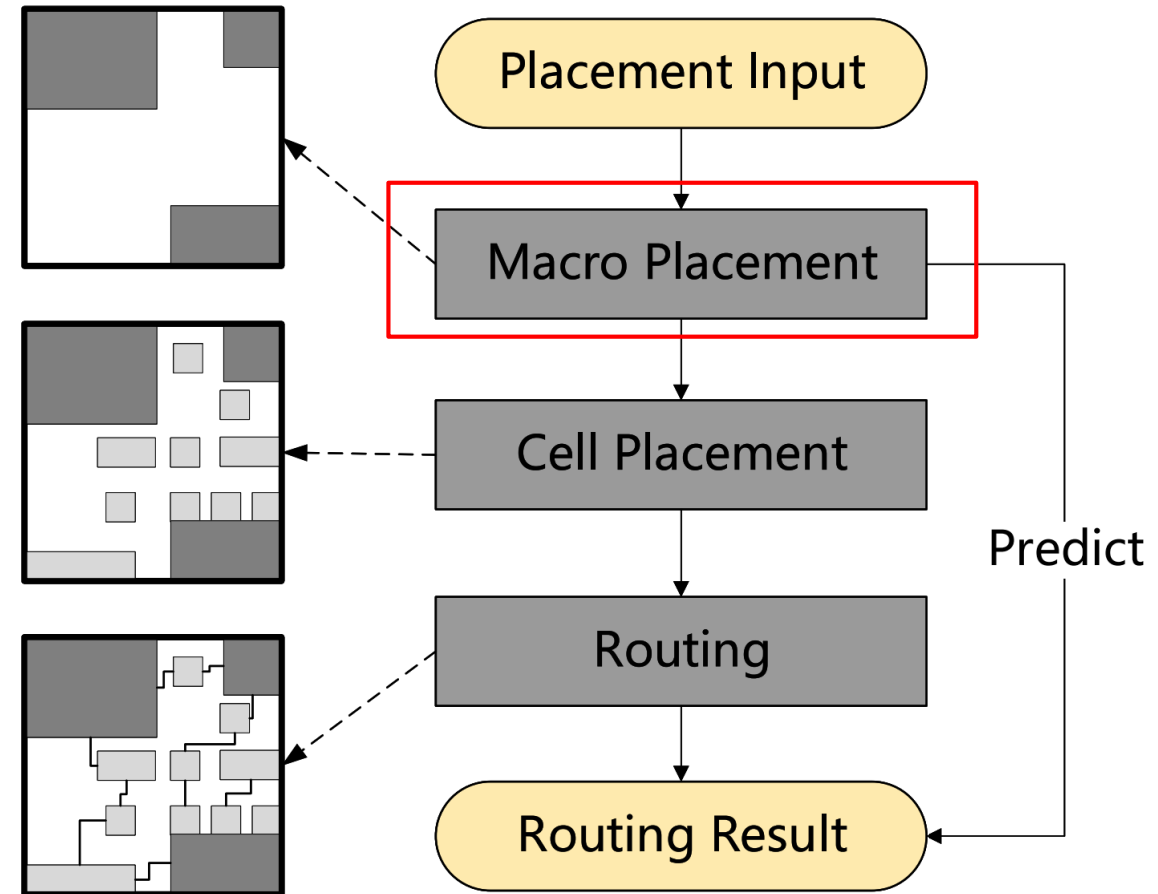 Placement Input
Macro Placement
Cell Placement
Predict
Routing
Routing Result